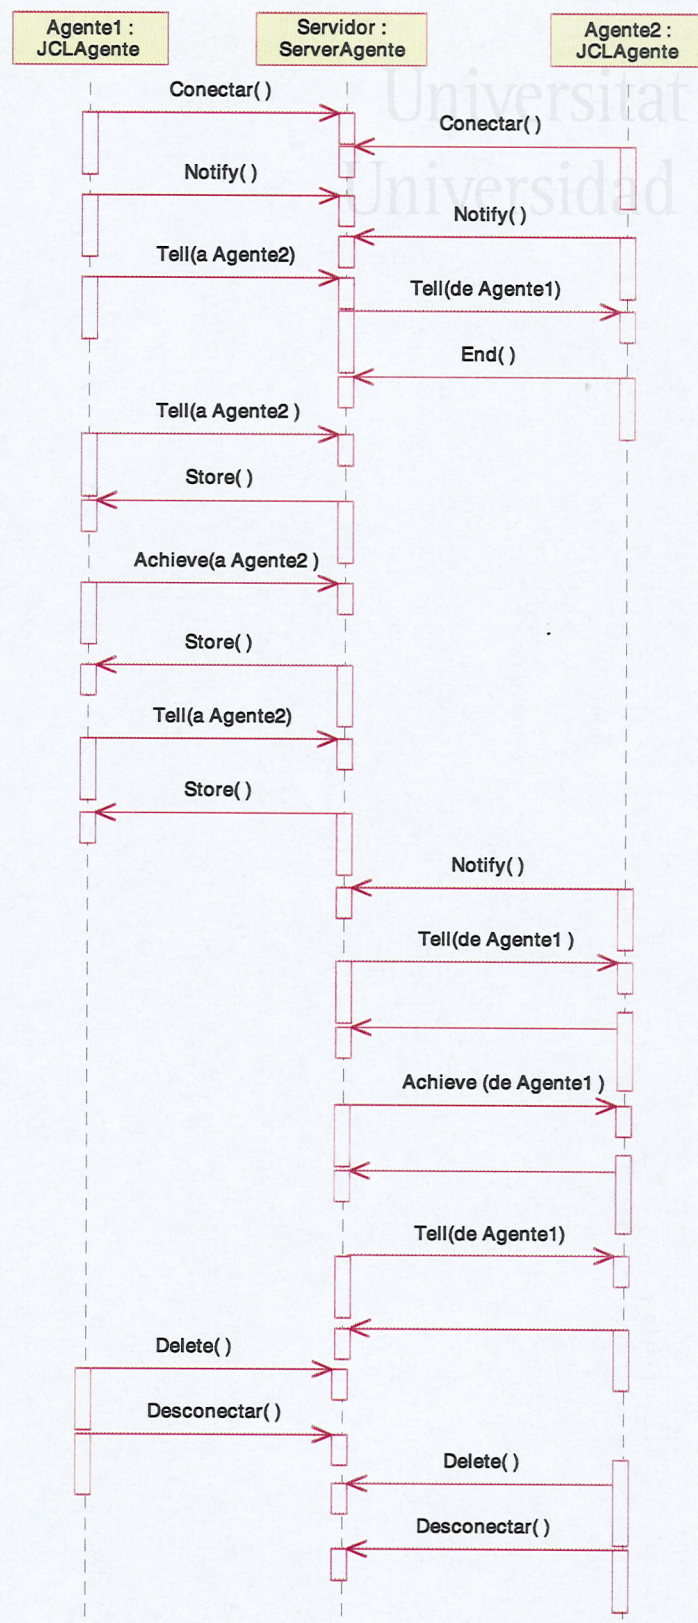 Agente1 :
JCLAgente
Servidor :
ServerAgente
Agente2 :
JCLAgente
Universitat
Universidad
Conectar( )
Conectar( )
Notify( )
Notify( )
Tell(a Agente2)
Tell(de Agente1)
End( )
Tell(a Agente2 )
Store( )
Achieve(a Agente2 )
Store( )
Tell(a Agente2)
Store( )
Notify( )
Tell(de Agente1 )
Achieve (de Agente1 )
Tell(de Agente1)
Delete( )
Desconectar( )
Delete( )
Desconectar( )